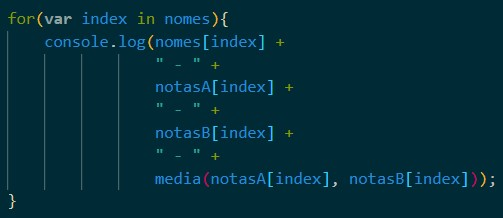 for(var index in nomes){
    console.log(nomes[index] +
                " - " +
                notasA[index] +
                " - " +
                notasB[index] +
                " - " +
                media(notasA[index], notasB[index]));
}